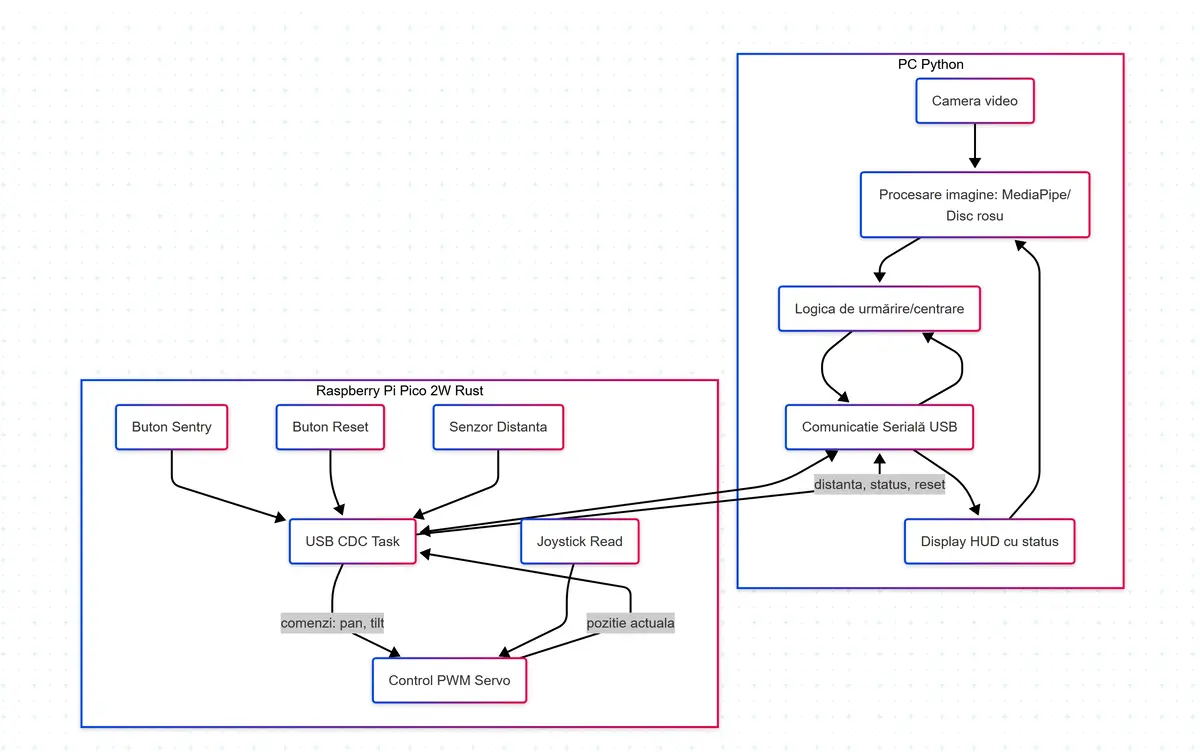 PC Python
Camera video
Procesare imagine: MediaPipe/
Disc rosu
Logica de urmărire/centrare
Comunicatie Serială USB
distanta, status, reset
Display HUD cu status
Raspberry Pi Pico 2W Rust
Buton Sentry
Buton Reset
Senzor Distanta
USB CDC Task
Joystick Read
comenzi: pan, tilt
pozitie actuala
Control PWM Servo